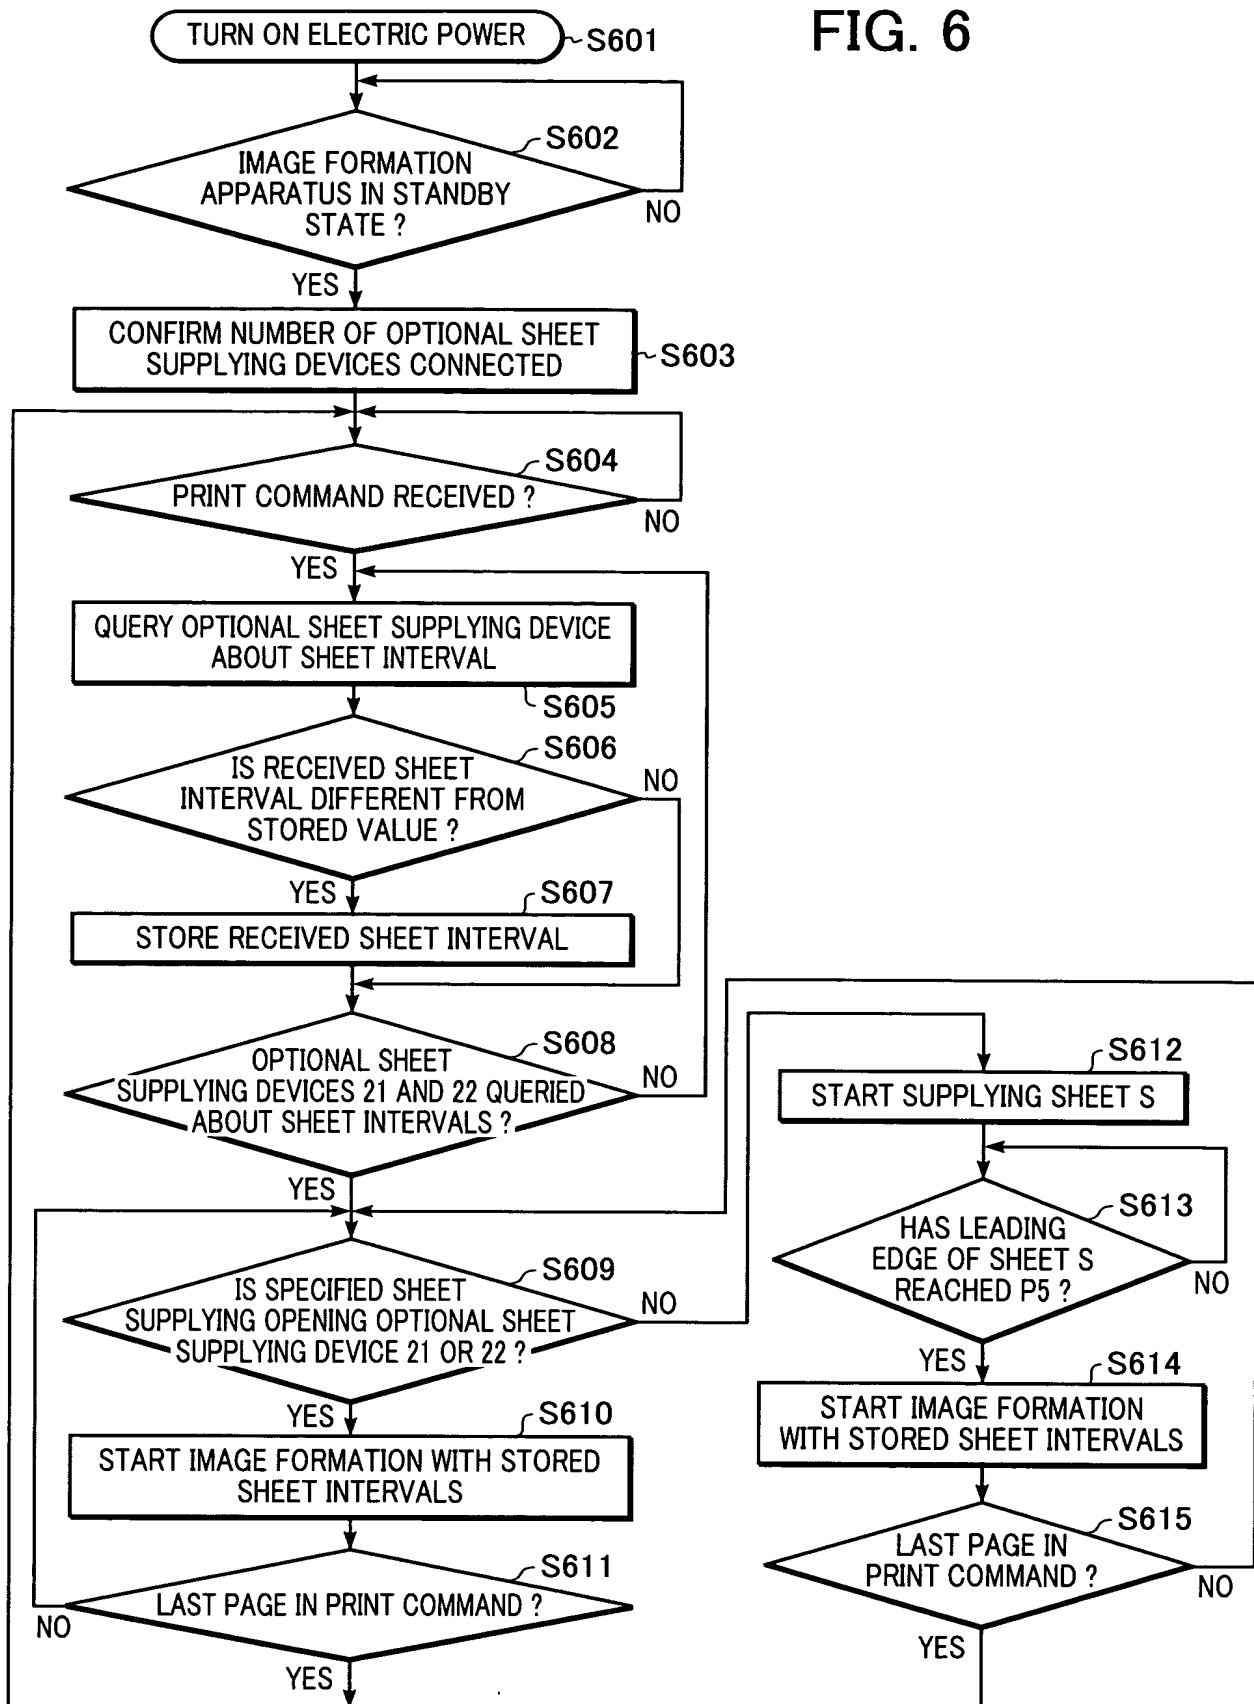 FIG. 6
TURN ON ELECTRIC POWER
S601
S602
IMAGE FORMATION
APPARATUS IN STANDBY
STATE ?
NO
YES
CONFIRM NUMBER OF OPTIONAL SHEET
SUPPLYING DEVICES CONNECTED
S603
S604
PRINT COMMAND RECEIVED ?
NO
YES
QUERY OPTIONAL SHEET SUPPLYING DEVICE
ABOUT SHEET INTERVAL
S605
S606
IS RECEIVED SHEET
INTERVAL DIFFERENT FROM
STORED VALUE ?
NO
YES
S607
STORE RECEIVED SHEET INTERVAL
S608
OPTIONAL SHEET
SUPPLYING DEVICES 21 AND 22 QUERIED
ABOUT SHEET INTERVALS ?
NO
YES
S609
IS SPECIFIED SHEET
SUPPLYING OPENING OPTIONAL SHEET
SUPPLYING DEVICE 21 OR 22 ?
NO
YES
S610
START IMAGE FORMATION WITH STORED
SHEET INTERVALS
S611
LAST PAGE IN PRINT COMMAND ?
NO
YES
S612
START SUPPLYING SHEET S
S613
HAS LEADING
EDGE OF SHEET S
REACHED P5 ?
NO
YES
S614
START IMAGE FORMATION
WITH STORED SHEET INTERVALS
S615
LAST PAGE IN
PRINT COMMAND ?
NO
YES